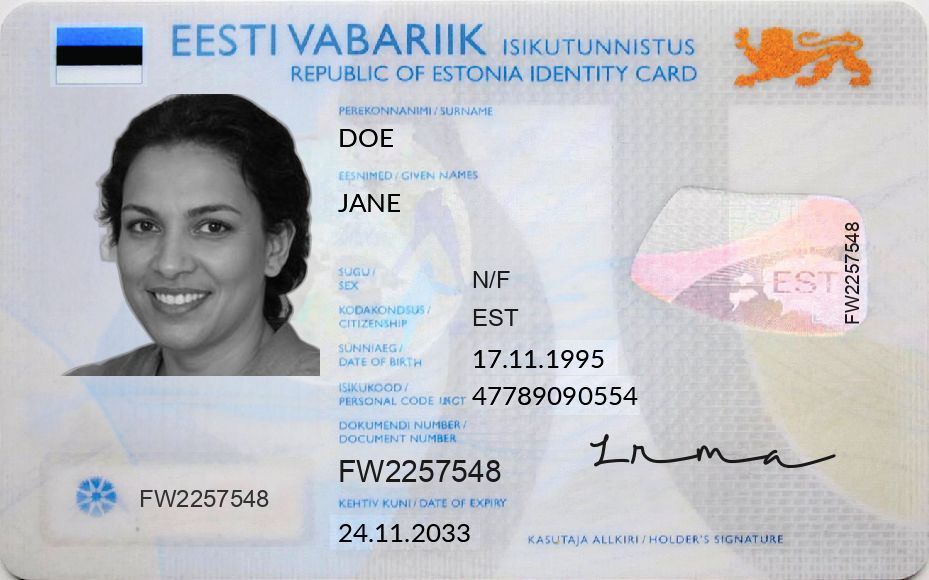 EESTI VABARIIK ISIKUTUNNISTUS
REPUBLIC OF ESTONIA IDENTITY CARD
PEREKONNANIMI / SURNAME
DOE
EESNIMED / GIVEN NAMES
JANE
SUGU /
SEX
N/F
KODAKONDSUS /
CITIZENSHIP
EST
SÜNNIAEG /
DATE OF BIRTH
17.11.1995
ISIKUKOOD /
PERSONAL CODE
47789090554
DOKUMENDI NUMBER /
DOCUMENT NUMBER
FW2257548
KEHTIV KUNI / DATE OF EXPIRY
24.11.2033
FW2257548
EST
FW2257548
Irma
KASUTAJA ALLKIRI / HOLDER'S SIGNATURE